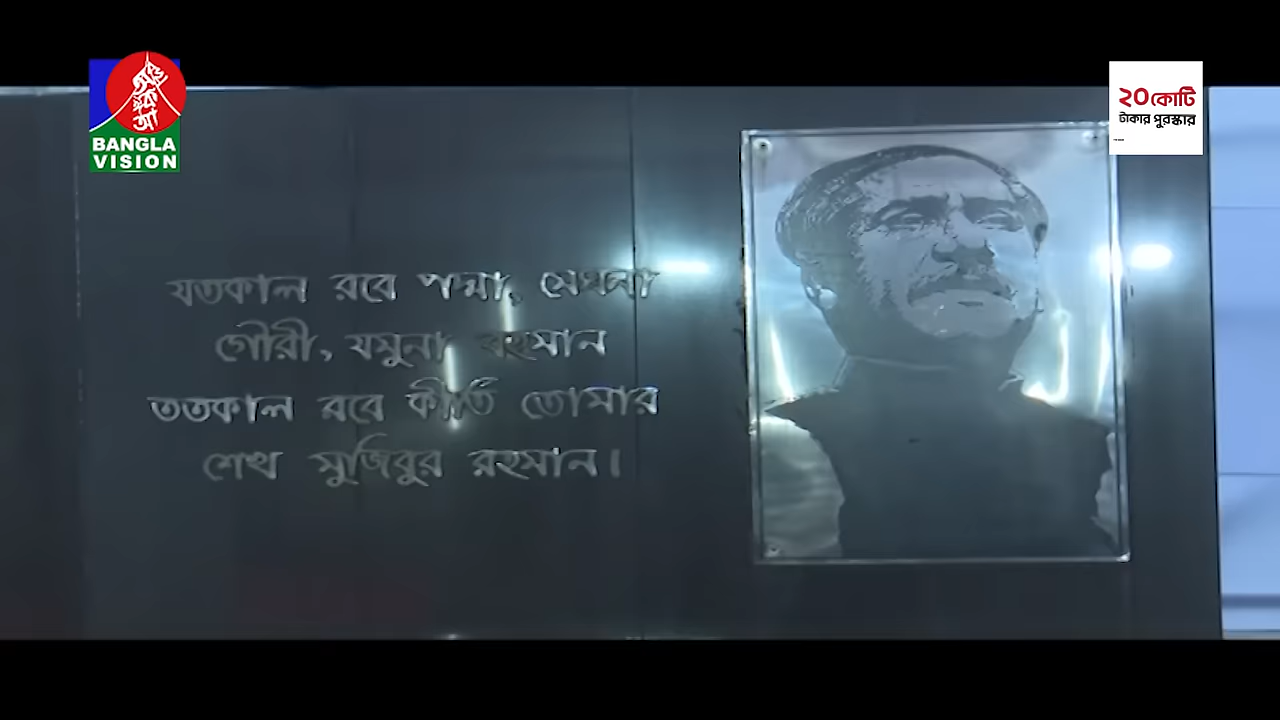 BANGLA
VISION
২০কোটি
টাকার পুরস্কার
যতকাল রবে পদ্মা, মেঘনা
গৌরী, যমুনা বহমান
ততকাল রবে কীর্তি তোমার
শেখ মুজিবুর রহমান।